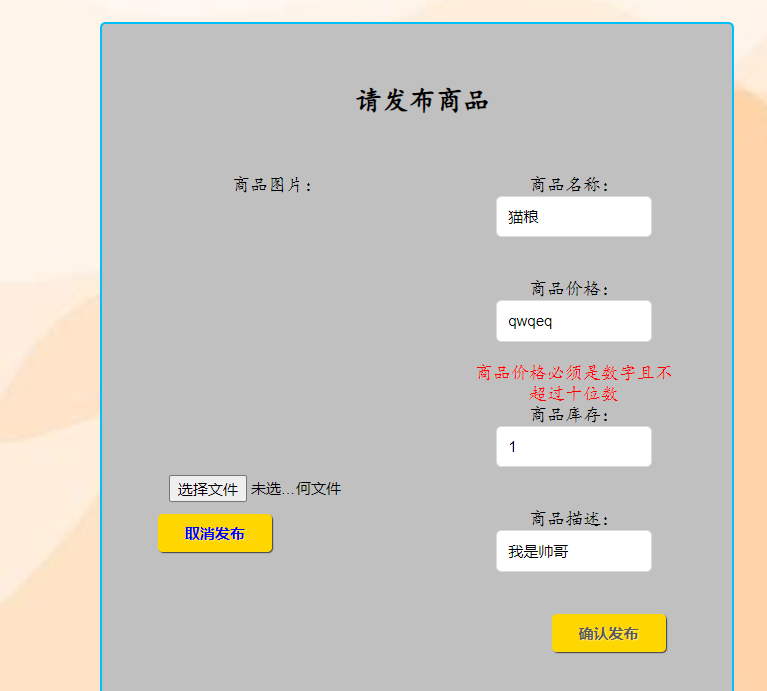 请发布商品
商品图片：
商品名称：
猫粮
商品价格：
qwqeq
商品价格必须是数字且不
超过十位数
商品库存：
1
选择文件 未选...何文件
取消发布
商品描述：
我是帅哥
确认发布